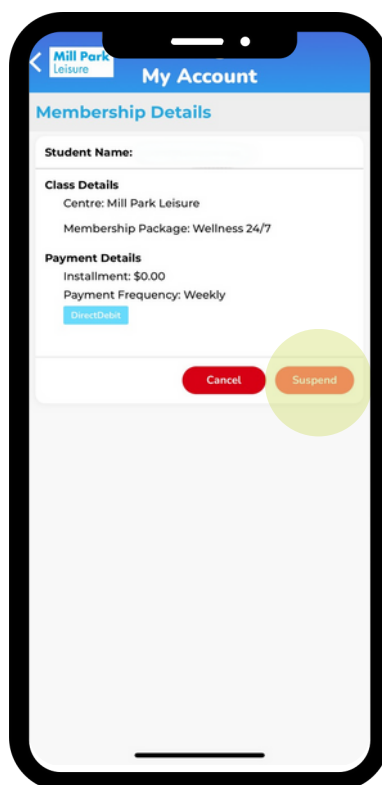 Mill Park
Leisure
My Account
Membership Details
Student Name:
Class Details
Centre: Mill Park Leisure
Membership Package: Wellness 24/7
Payment Details
Installment: $0.00
Payment Frequency: Weekly
DirectDebit
Cancel
Suspend